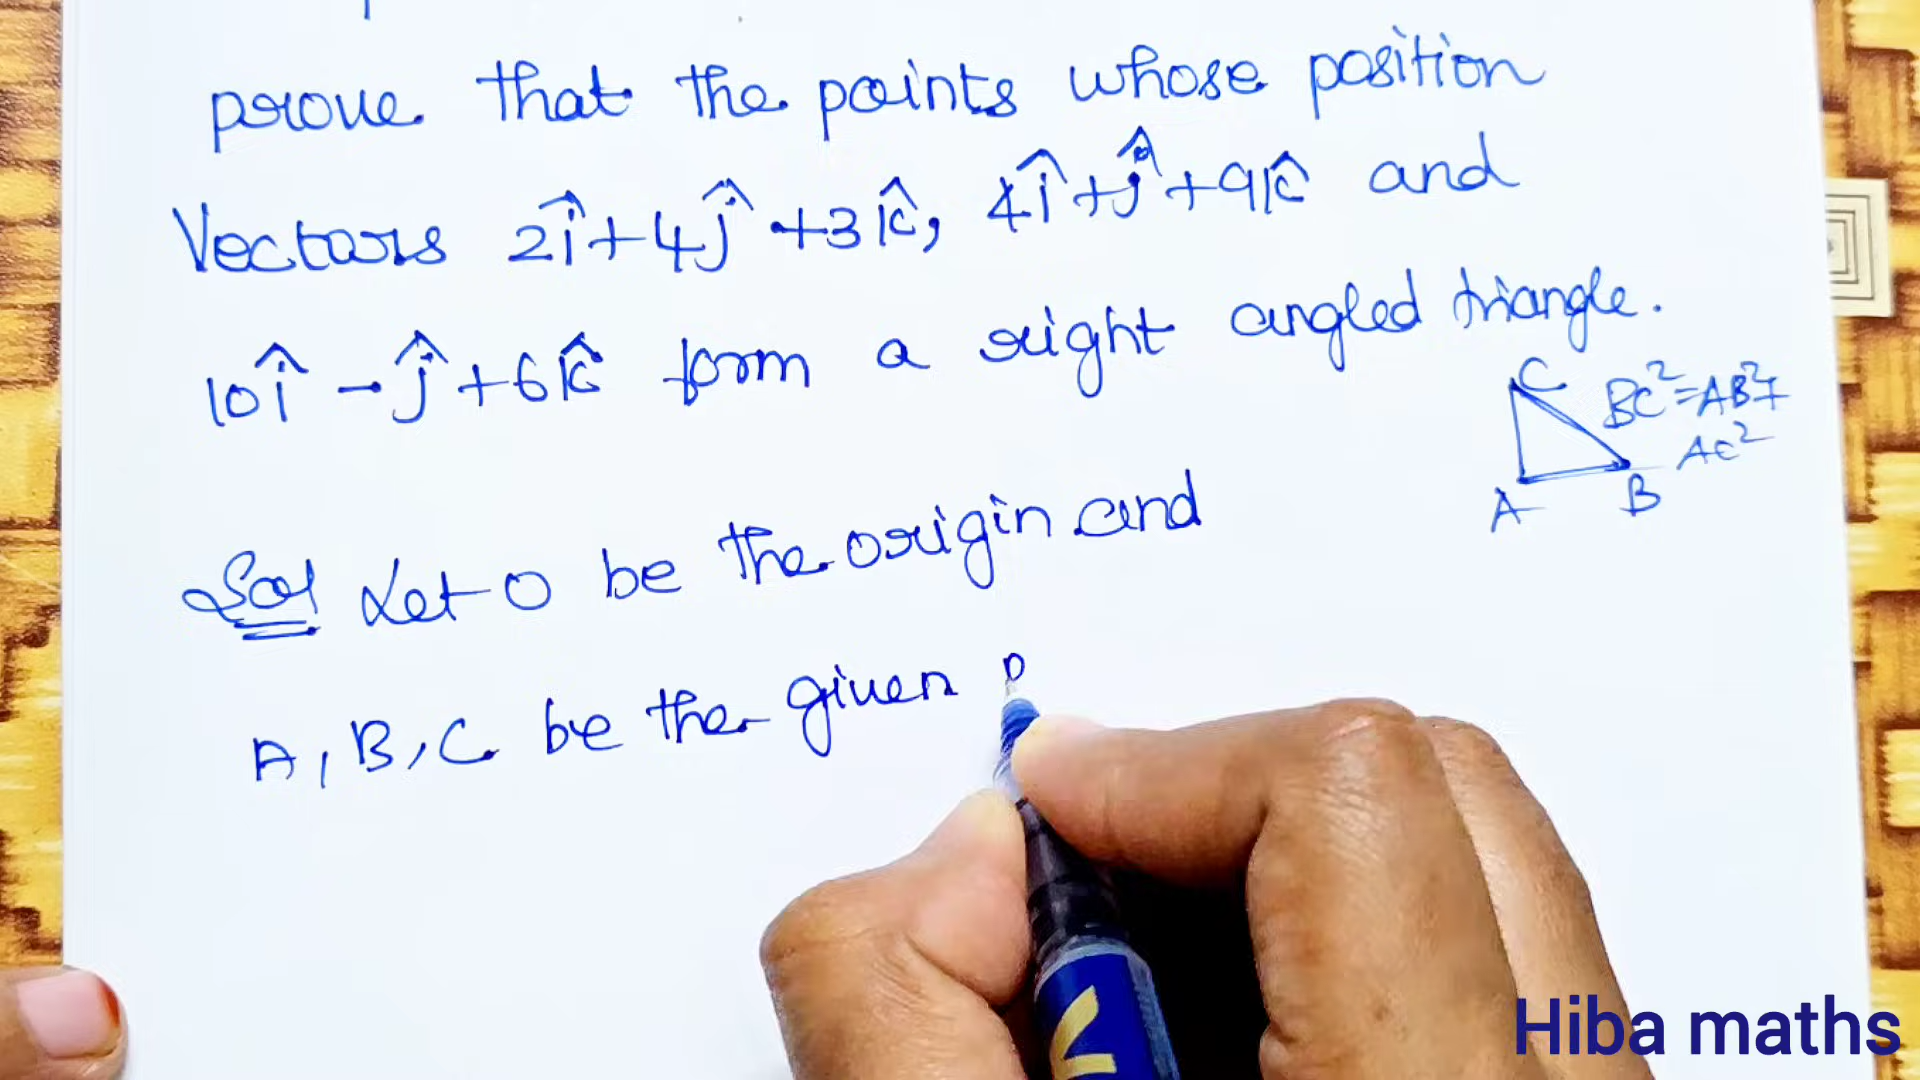 prove that the points whose position
Vectors 2î+4ĵ+3k̂, 4î+ĵ+9k̂ and
10î-ĵ+6k̂ form a right angled triangle.
C
BC²=AB²+
AC²
A B
Sol Let O be the origin and
A, B, C be the given P
Hiba maths